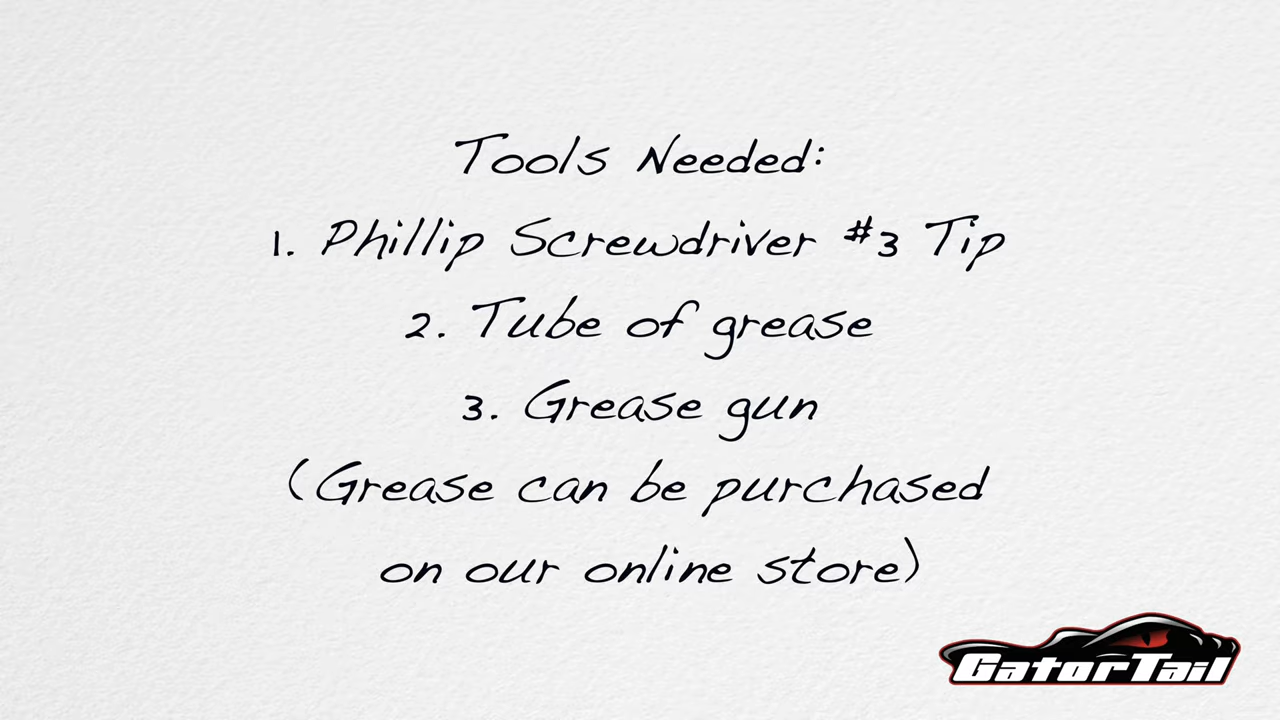 Tools Needed:
1. Phillip Screwdriver #3 Tip
2. Tube of grease
3. Grease gun
(Grease can be purchased
on our online store)
GatorTail